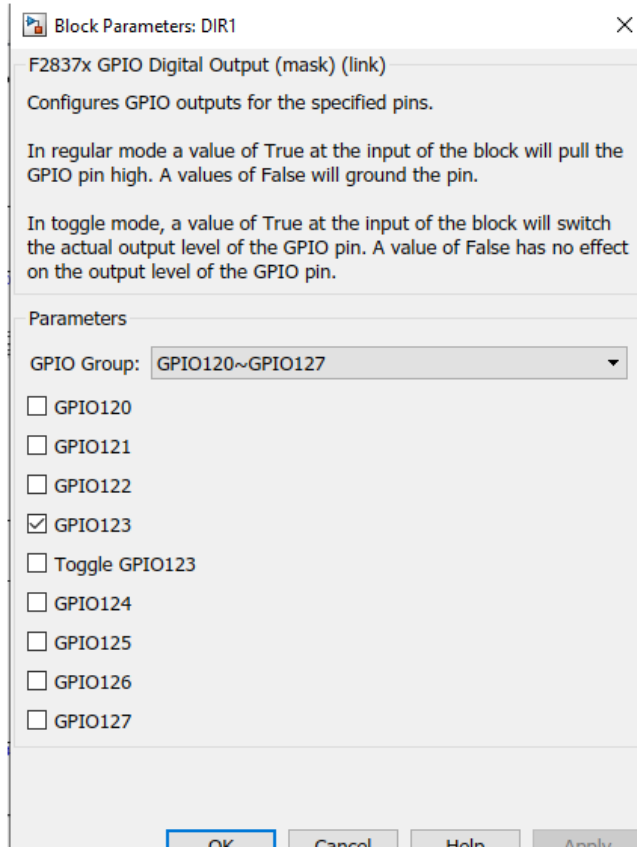 Block Parameters: DIR1
F2837x GPIO Digital Output (mask) (link)
Configures GPIO outputs for the specified pins.
In regular mode a value of True at the input of the block will pull the
GPIO pin high. A values of False will ground the pin.
In toggle mode, a value of True at the input of the block will switch
the actual output level of the GPIO pin. A value of False has no effect
on the output level of the GPIO pin.
Parameters
GPIO Group: GPIO120~GPIO127
GPIO120
GPIO121
GPIO122
GPIO123
Toggle GPIO123
GPIO124
GPIO125
GPIO126
GPIO127
OK Cancel Help Apply